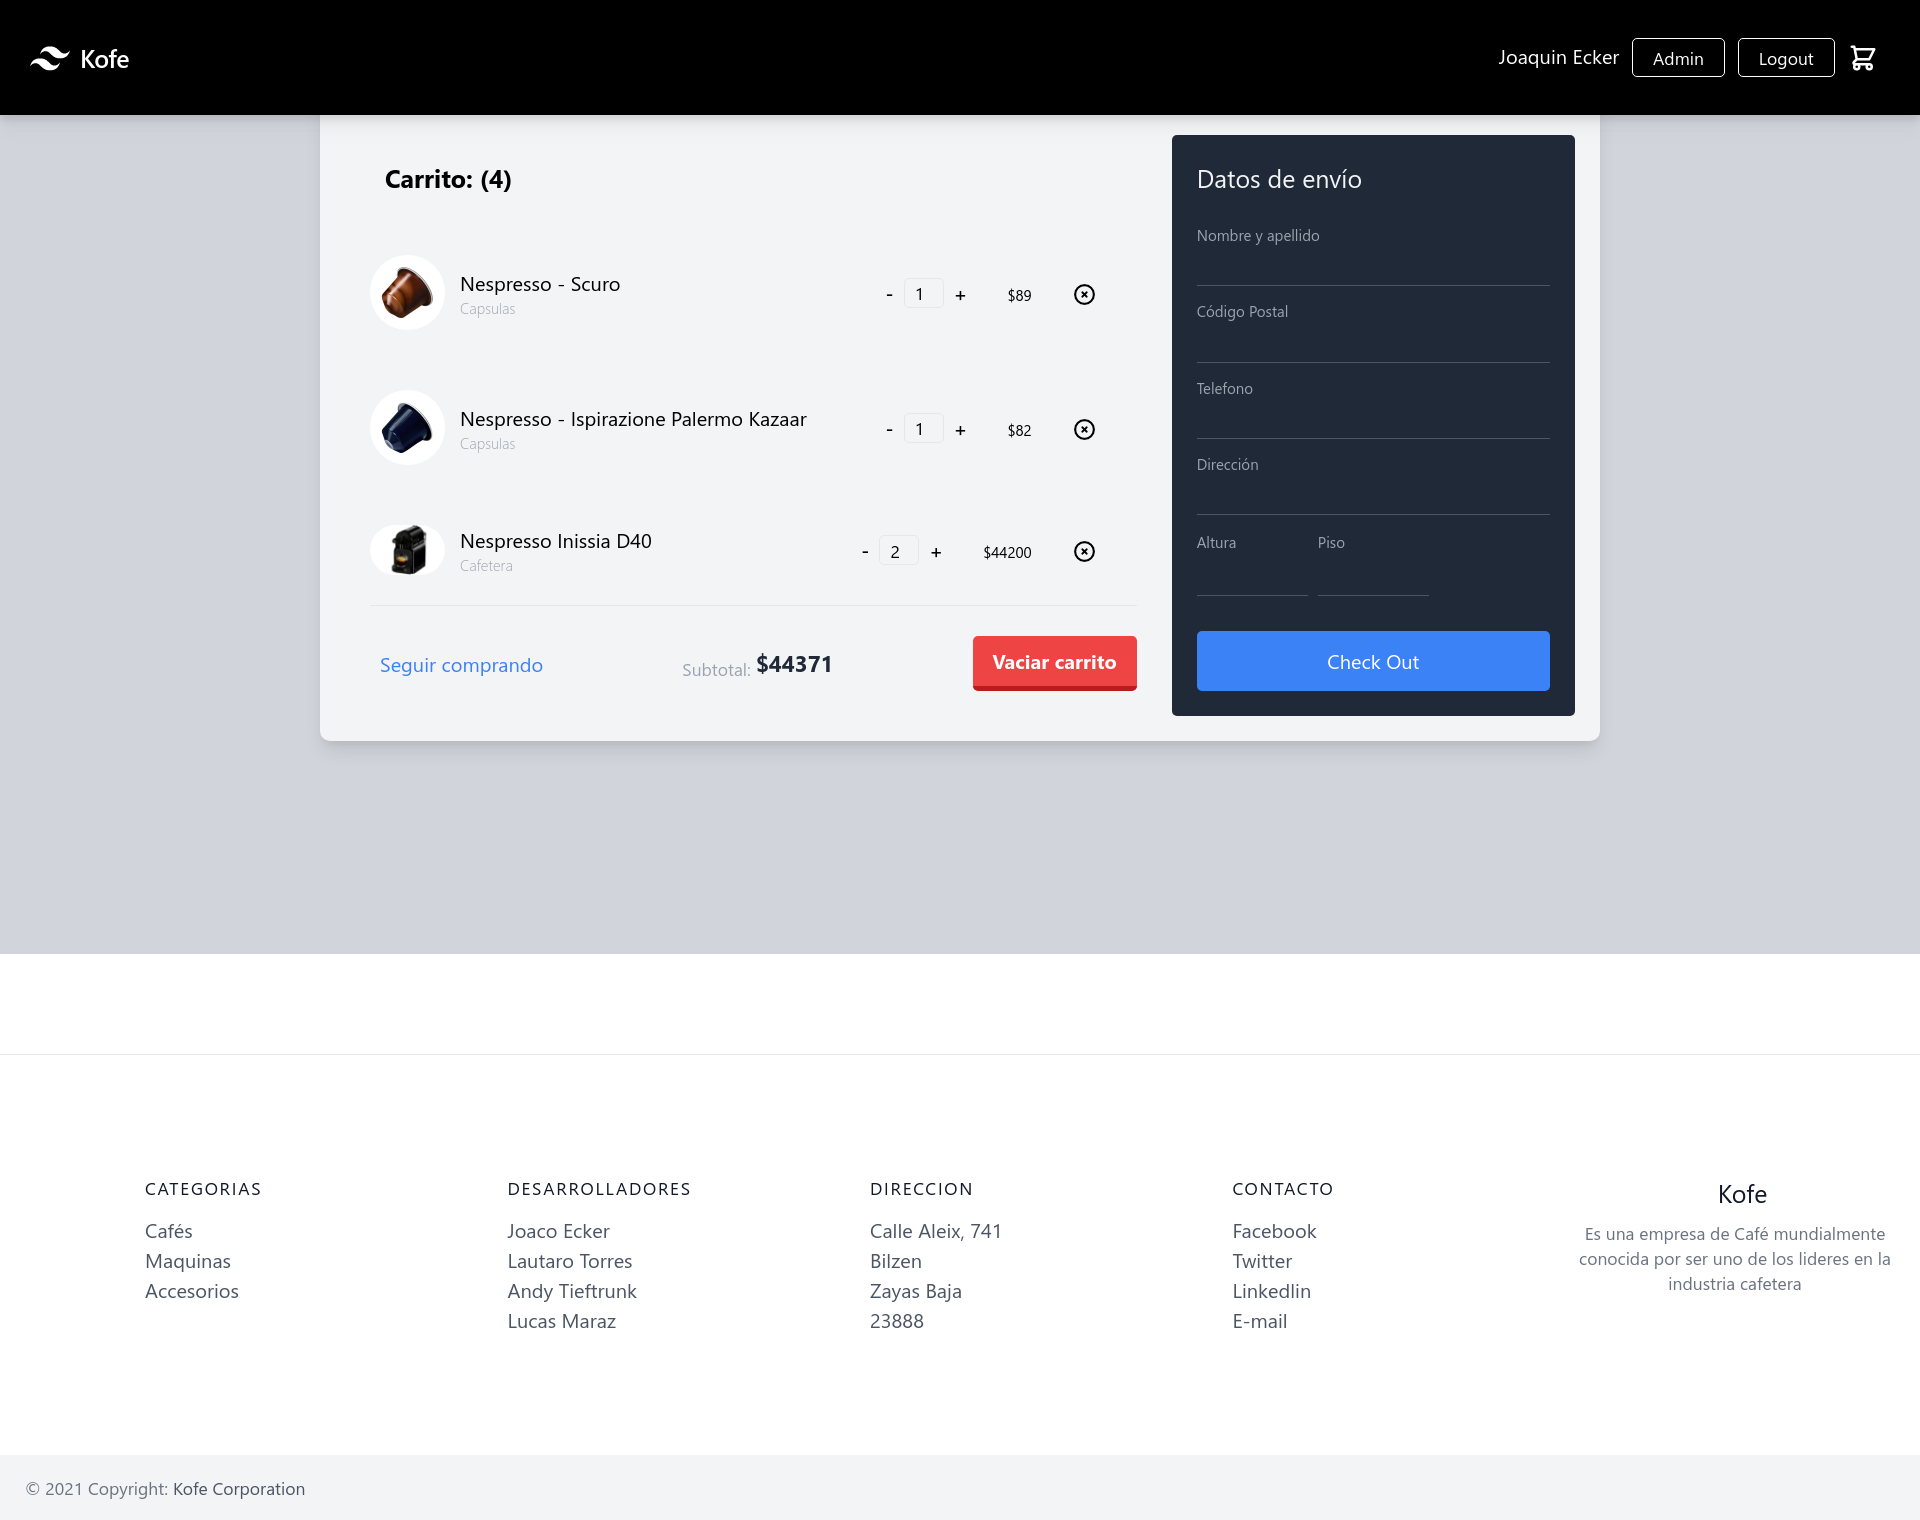 Kofe
Joaquin Ecker
Admin
Logout
Carrito: (4)
Nespresso - Scuro
Capsulas
- 1 +
$89
Nespresso - Ispirazione Palermo Kazaar
Capsulas
- 1 +
$82
Nespresso Inissia D40
Cafetera
- 2 +
$44200
Seguir comprando
Subtotal: $44371
Vaciar carrito
Datos de envío
Nombre y apellido
Código Postal
Telefono
Dirección
Altura
Piso
Check Out
CATEGORIAS
Cafés
Maquinas
Accesorios
DESARROLLADORES
Joaco Ecker
Lautaro Torres
Andy Tieftrunk
Lucas Maraz
DIRECCION
Calle Aleix, 741
Bilzen
Zayas Baja
23888
CONTACTO
Facebook
Twitter
Linkedlin
E-mail
Kofe
Es una empresa de Café mundialmente
conocida por ser uno de los lideres en la
industria cafetera
© 2021 Copyright: Kofe Corporation